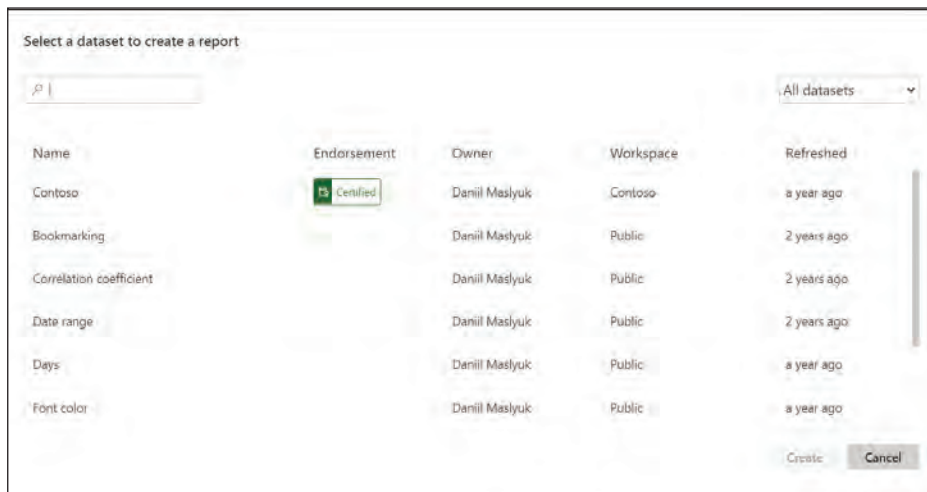 Select a dataset to create a report
All datasets
Name Endorsement Owner Workspace Refreshed
Contoso Certified Daniil Maslyuk Contoso a year ago
Bookmarking Daniil Maslyuk Public 2 years ago
Correlation coefficient Daniil Maslyuk Public 2 years ago
Date range Daniil Maslyuk Public 2 years ago
Days Daniil Maslyuk Public a year ago
Font color Daniil Maslyuk Public a year ago
Create Cancel